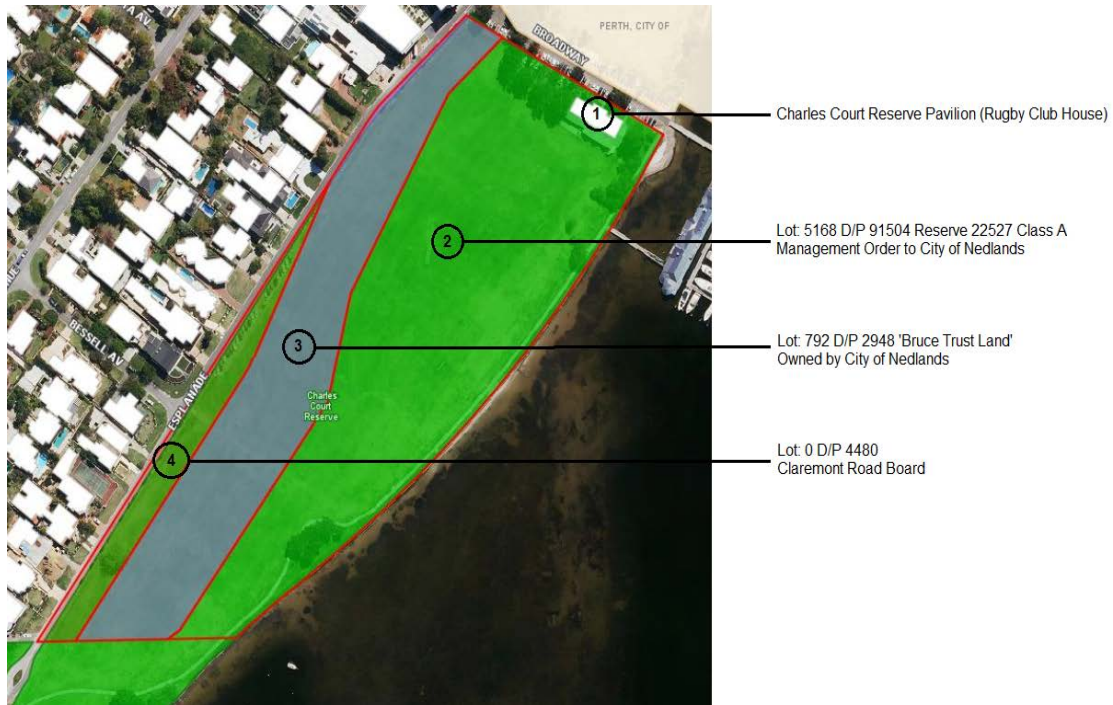 PERTH, CITY OF
BROADWAY
1
Charles Court Reserve Pavilion (Rugby Club House)
2
Lot: 5168 D/P 91504 Reserve 22527 Class A
Management Order to City of Nedlands
3
Lot: 792 D/P 2948 'Bruce Trust Land'
Owned by City of Nedlands
BESSELL AV
ESPLANADE
Charles
Court
Reserve
4
Lot: 0 D/P 4480
Claremont Road Board